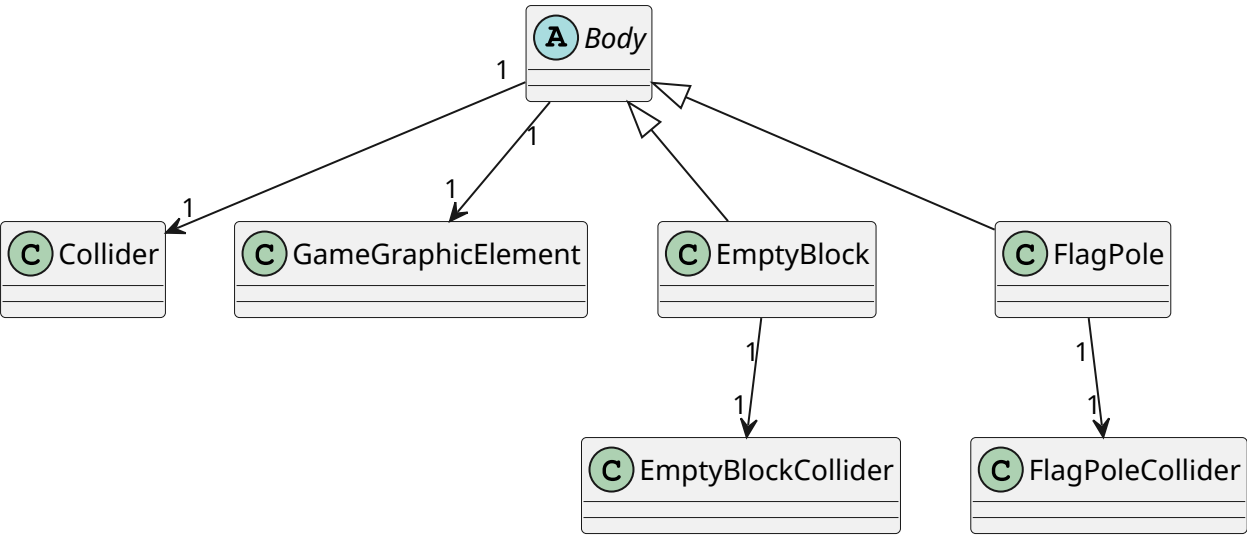 A Body
1
1
1
1
C Collider
C GameGraphicElement
C EmptyBlock
C FlagPole
1
1
1
1
C EmptyBlockCollider
C FlagPoleCollider